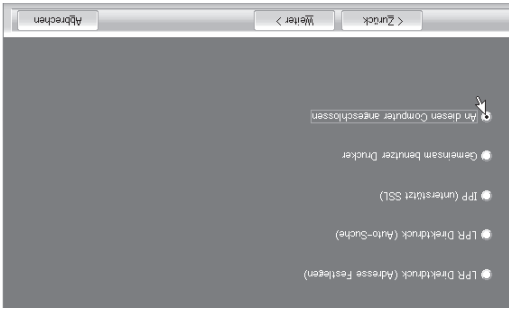 LPR Direktdruck (Adresse Festlegen)
LPR Direktdruck (Auto-Suche)
IPP (unterstützt SSL)
Gemeinsam benutzer Drucker
An diesen Computer angeschlossen
< Zurück
Weiter >
Abbrechen